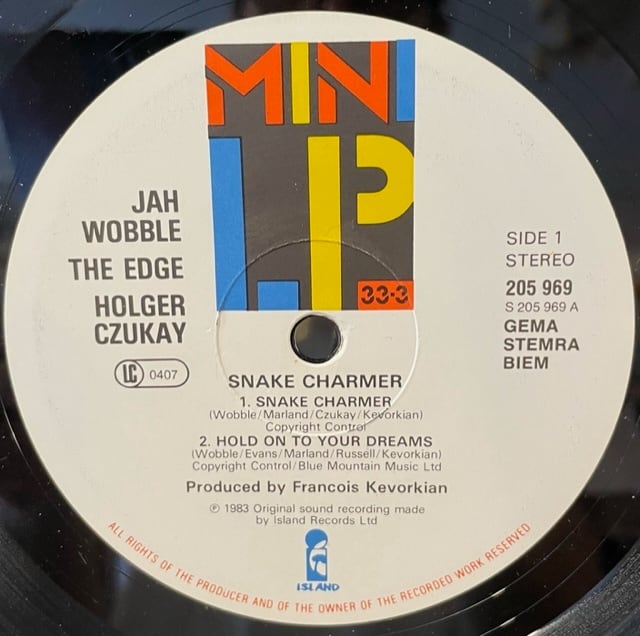 MINI
LP
33·3
JAH
WOBBLE
THE EDGE
HOLGER
CZUKAY
LC 0407
SIDE 1
STEREO
205 969
S 205 969 A
GEMA
STEMRA
BIEM
SNAKE CHARMER
1. SNAKE CHARMER
(Wobble/Marland/Czukay/Kevorkian)
Copyright Control
2. HOLD ON TO YOUR DREAMS
(Wobble/Evans/Marland/Russell/Kevorkian)
Copyright Control/Blue Mountain Music Ltd
Produced by Francois Kevorkian
℗ 1983 Original sound recording made
by Island Records Ltd
ISLAND
ALL RIGHTS OF THE PRODUCER AND OF THE OWNER OF THE RECORDED WORK RESERVED